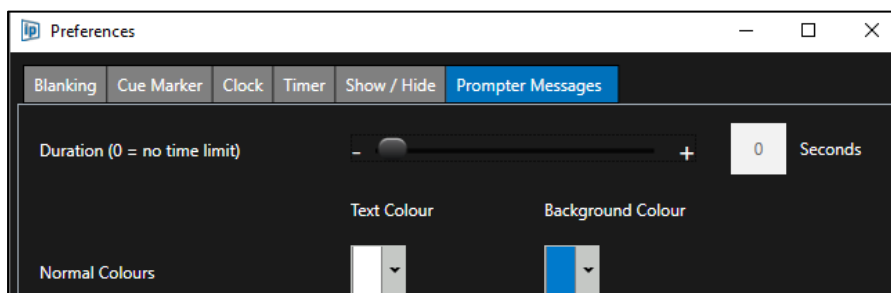 ip Preferences
Blanking Cue Marker Clock Timer Show / Hide Prompter Messages
Duration (0 = no time limit) - + 0 Seconds
Text Colour Background Colour
Normal Colours